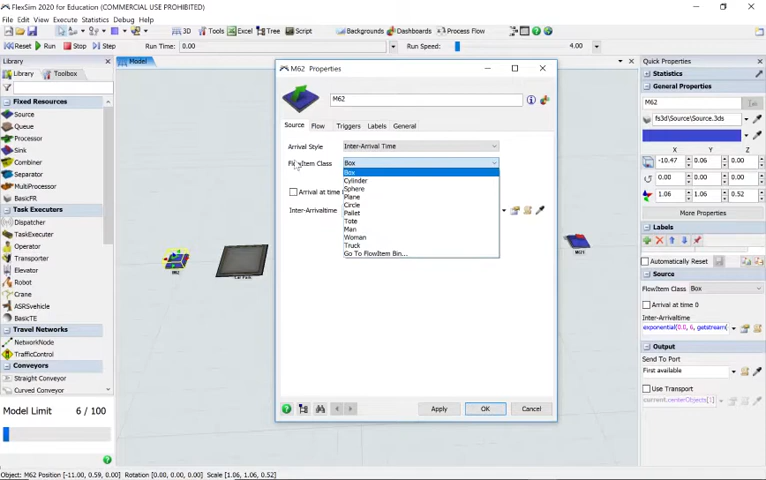 FlexSim 2020 for Education (COMMERCIAL USE PROHIBITED)
File Edit View Execute Statistics Debug Help
3D Tools Excel Tree Script Backgrounds Dashboards Process Flow
Reset Run Stop Step Run Time: 0.00 Run Speed: 4.00
Library
Library Toolbox
Fixed Resources
Source
Queue
Processor
Sink
Combiner
Separator
MultiProcessor
BasicFR
Task Executers
Dispatcher
TaskExecuter
Operator
Transporter
Elevator
Robot
Crane
ASRSvehicle
BasicTE
Travel Networks
NetworkNode
TrafficControl
Conveyors
Straight Conveyor
Curved Conveyor
Model Limit 6 / 100
Model
M62
M62 Properties
M62
Source Flow Triggers Labels General
Arrival Style Inter-Arrival Time
FlowItem Class Box
Box
Cylinder
Sphere
Plane
Circle
Pallet
Tote
Man
Woman
Truck
Go To FlowItem Bin...
Arrival at time
Inter-Arrivaltime
Apply OK Cancel
Quick Properties
Statistics
General Properties
M62
fs3d\Source\Source.3ds
X Y Z
-10.47 0.06 0.00
0.00 0.00 0.00
1.06 1.06 0.52
More Properties
Labels
Automatically Reset
Source
FlowItem Class Box
Arrival at time 0
Inter-Arrivaltime
exponential(0.0, 6, getstream(
Output
Send To Port
First available
Use Transport
current.centerObjects[1]
Object: M62 Position [-11.00, 0.59, 0.00] Rotation [0.00, 0.00, 0.00] Scale [1.06, 1.06, 0.52]